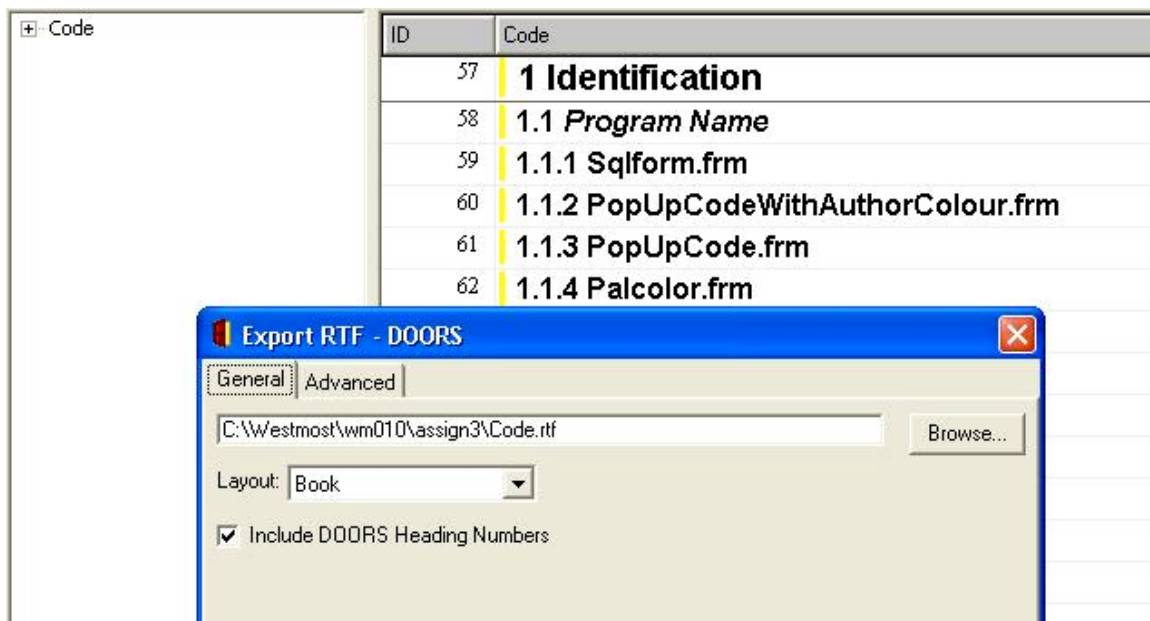 Code
ID Code
57 1 Identification
58 1.1 Program Name
59 1.1.1 Sqlform.frm
60 1.1.2 PopUpCodeWithAuthorColour.frm
61 1.1.3 PopUpCode.frm
62 1.1.4 Palcolor.frm
Export RTF - DOORS
General Advanced
C:\Westmost\wm010\assign3\Code.rtf Browse...
Layout: Book
Include DOORS Heading Numbers